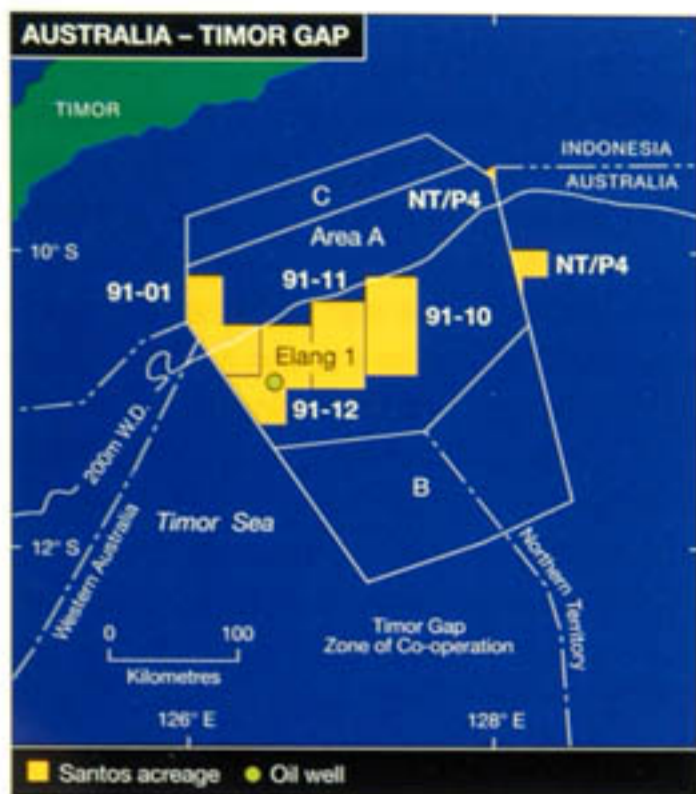 AUSTRALIA – TIMOR GAP
TIMOR
INDONESIA
AUSTRALIA
C
NT/P4
Area A
10° S
91-01
91-11
NT/P4
91-10
Elang 1
91-12
200m W.D.
B
Timor Sea
12° S
Western Australia
Northern Territory
0 100
Kilometres
Timor Gap
Zone of Co-operation
126° E
128° E
Santos acreage
Oil well